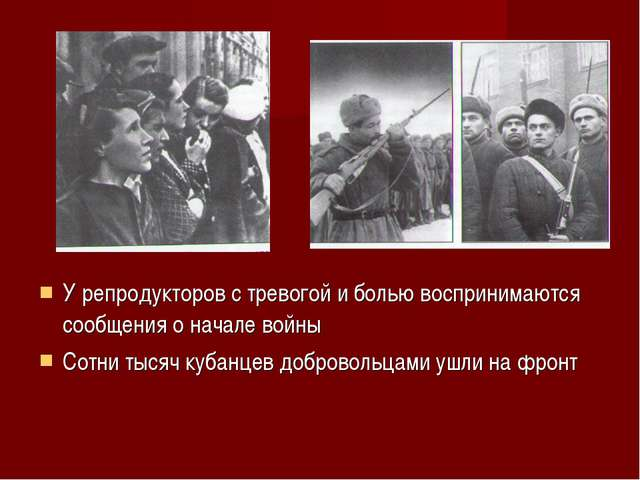 У репродукторов с тревогой и болью воспринимаются
сообщения о начале войны
Сотни тысяч кубанцев добровольцами ушли на фронт